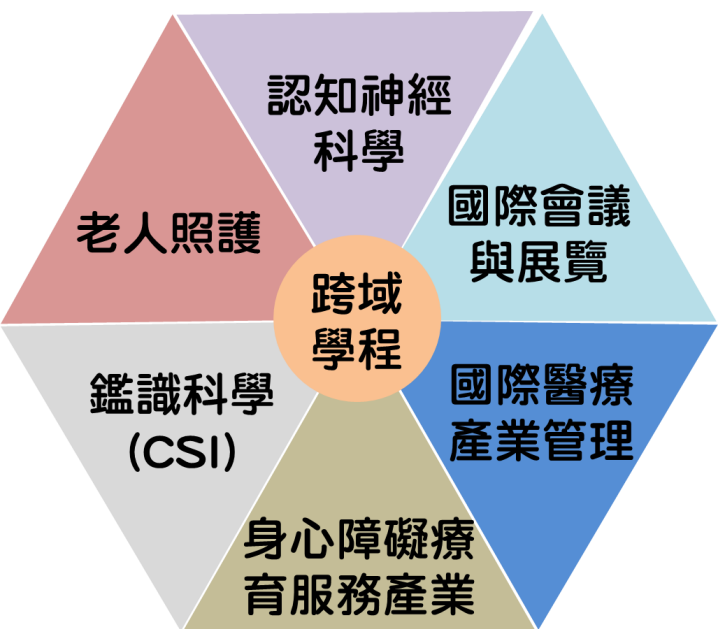 認知神經
科學
國際會議
與展覽
國際醫療
產業管理
身心障礙療
育服務產業
鑑識科學
(CSI)
老人照護
跨域
學程